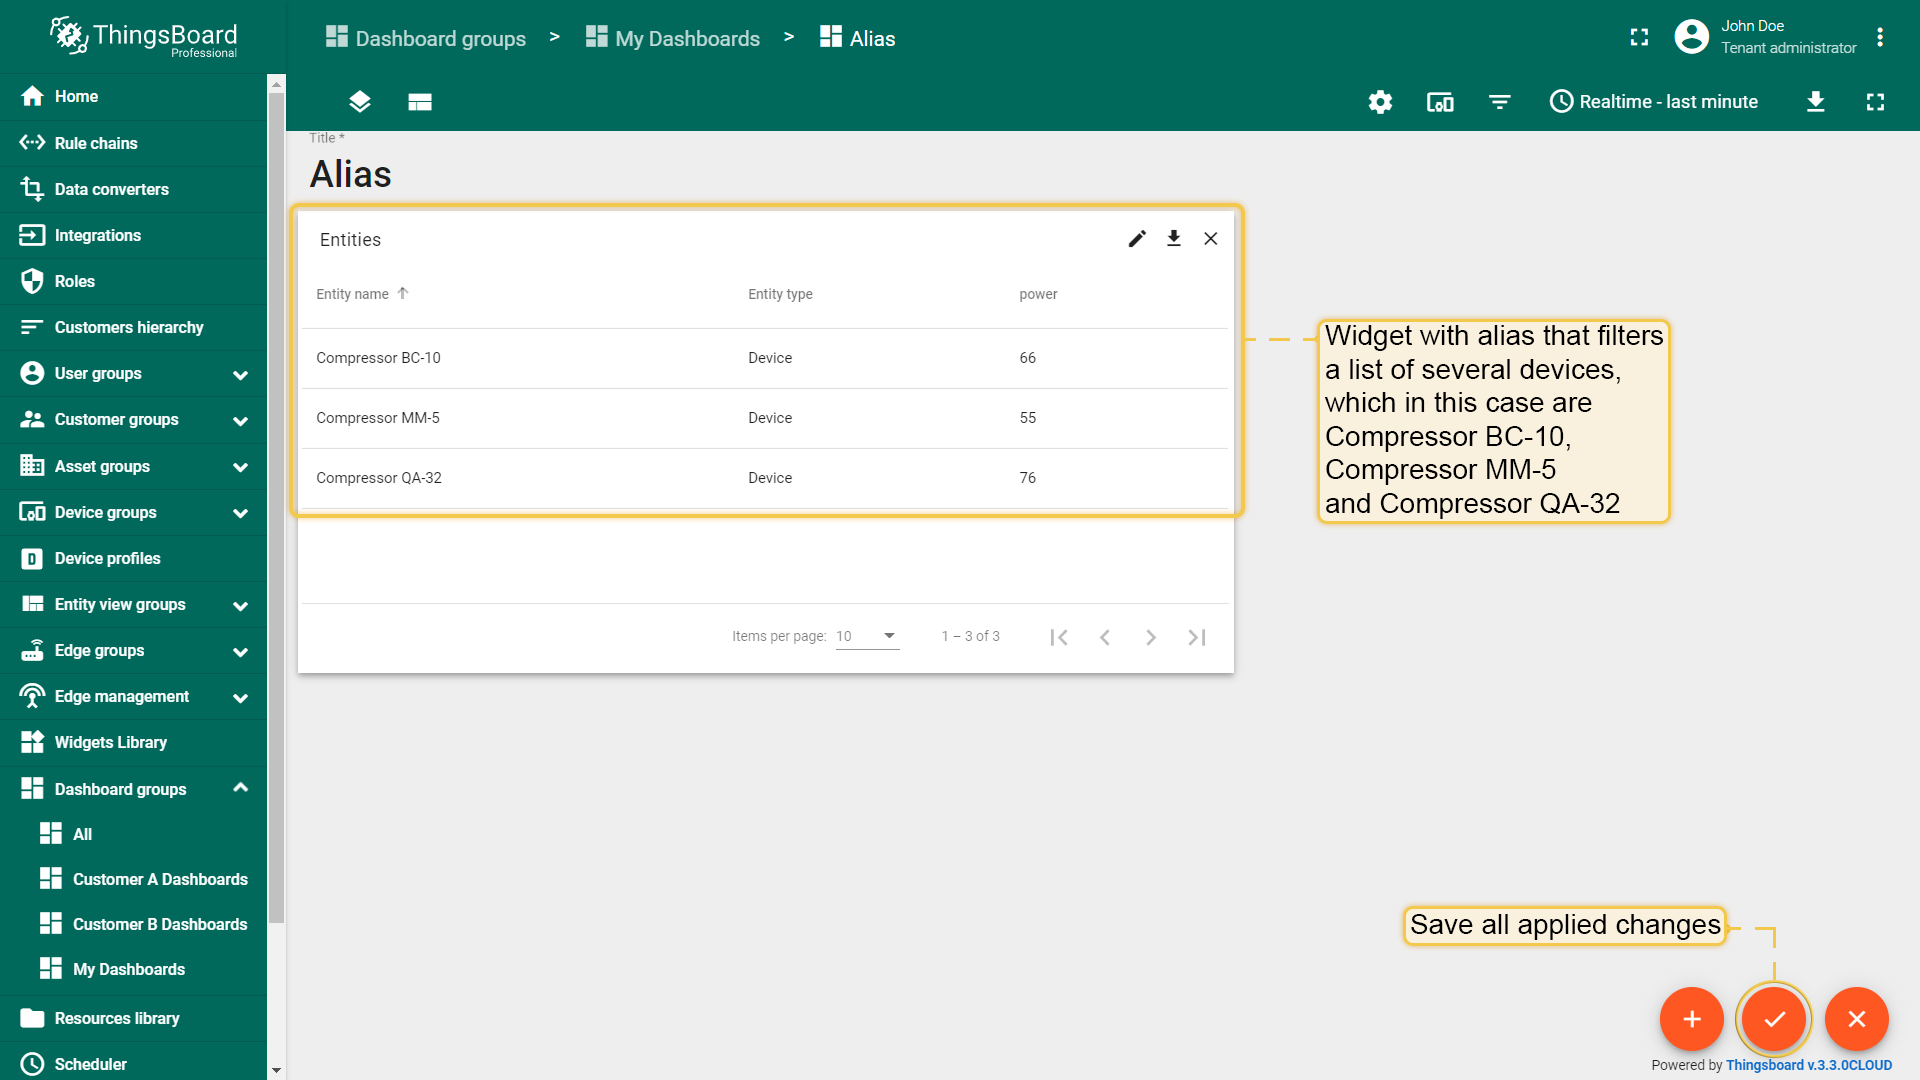 ThingsBoard
Professional
Dashboard groups > My Dashboards > Alias
John Doe
Tenant administrator
Realtime - last minute
Home
Rule chains
Data converters
Integrations
Roles
Customers hierarchy
User groups
Customer groups
Asset groups
Device groups
D Device profiles
Entity view groups
Edge groups
Edge management
Widgets Library
Dashboard groups
All
Customer A Dashboards
Customer B Dashboards
My Dashboards
Resources library
Scheduler
Title *
Alias
Entities
Entity name Entity type power
Compressor BC-10 Device 66
Compressor MM-5 Device 55
Compressor QA-32 Device 76
Items per page: 10 1 – 3 of 3
Widget with alias that filters
a list of several devices,
which in this case are
Compressor BC-10,
Compressor MM-5
and Compressor QA-32
Save all applied changes
Powered by Thingsboard v.3.3.0CLOUD